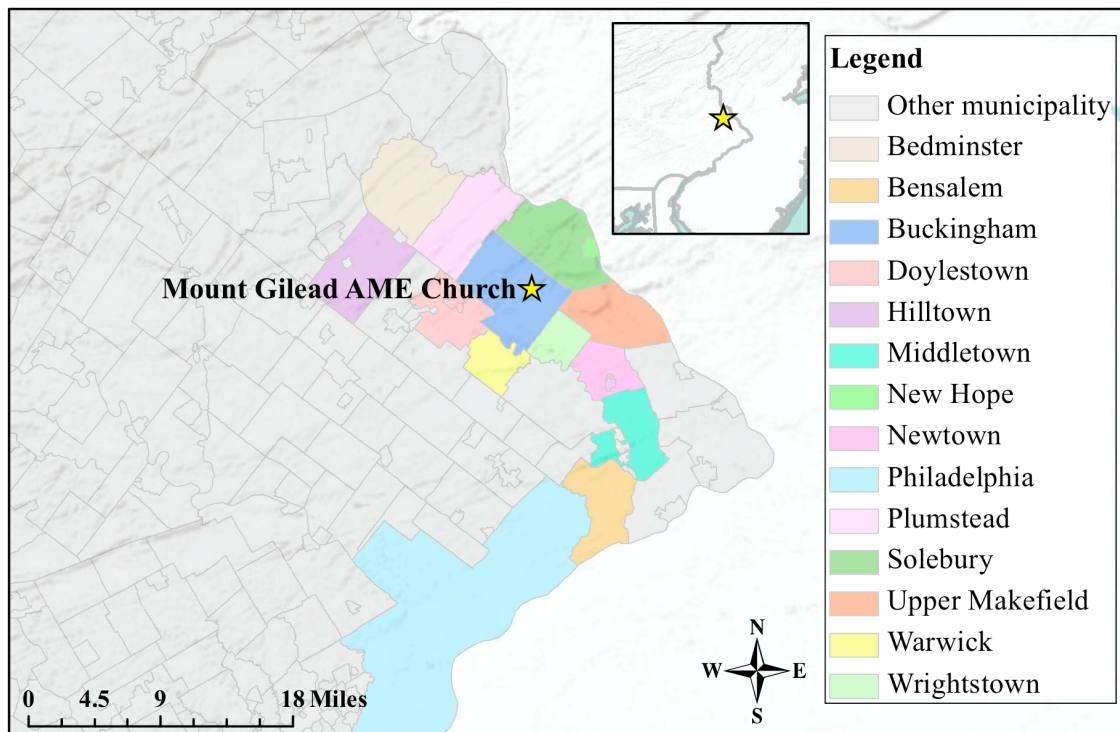 Legend
Other municipality
Bedminster
Bensalem
Buckingham
Doylestown
Hilltown
Middletown
New Hope
Newtown
Philadelphia
Plumstead
Solebury
Upper Makefield
Warwick
Wrightstown
Mount Gilead AME Church
N
W E
S
0 4.5 9 18 Miles